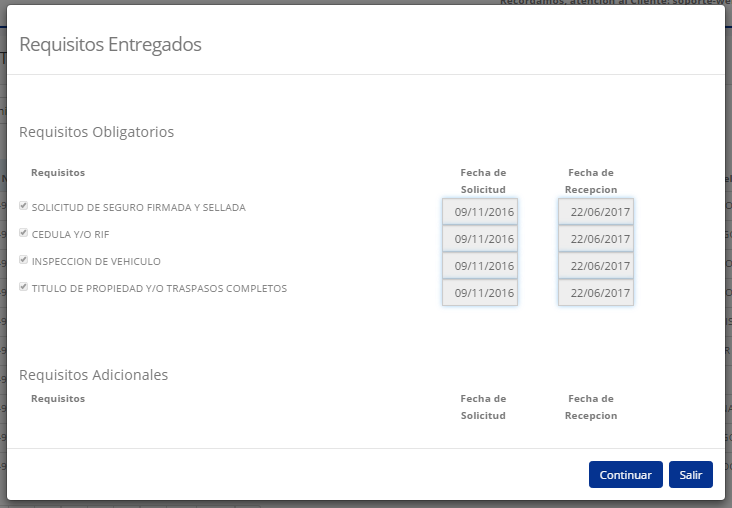 Recordamos, atención al Cliente: soporte-we
Requisitos Entregados
Requisitos Obligatorios
Requisitos Fecha de Solicitud Fecha de Recepcion
SOLICITUD DE SEGURO FIRMADA Y SELLADA 09/11/2016 22/06/2017
CEDULA Y/O RIF 09/11/2016 22/06/2017
INSPECCION DE VEHICULO 09/11/2016 22/06/2017
TITULO DE PROPIEDAD Y/O TRASPASOS COMPLETOS 09/11/2016 22/06/2017
Requisitos Adicionales
Requisitos Fecha de Solicitud Fecha de Recepcion
Continuar Salir